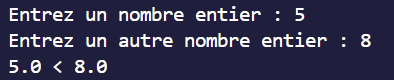 Entrez un nombre entier : 5
Entrez un autre nombre entier : 8
5.0 < 8.0